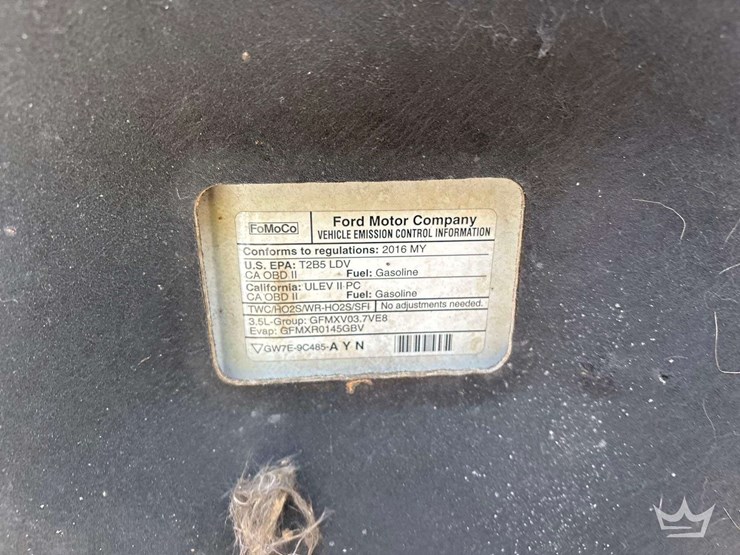 FoMoCo
Ford Motor Company
VEHICLE EMISSION CONTROL INFORMATION
Conforms to regulations: 2016 MY
U.S. EPA: T2B5 LDV
CA OBD II Fuel: Gasoline
California: ULEV II PC
CA OBD II Fuel: Gasoline
TWC/HO2S/WR-HO2S/SFI No adjustments needed.
3.5L-Group: GFMXV03.7VE8
Evap: GFMXR0145GBV
GW7E-9C485-A Y N